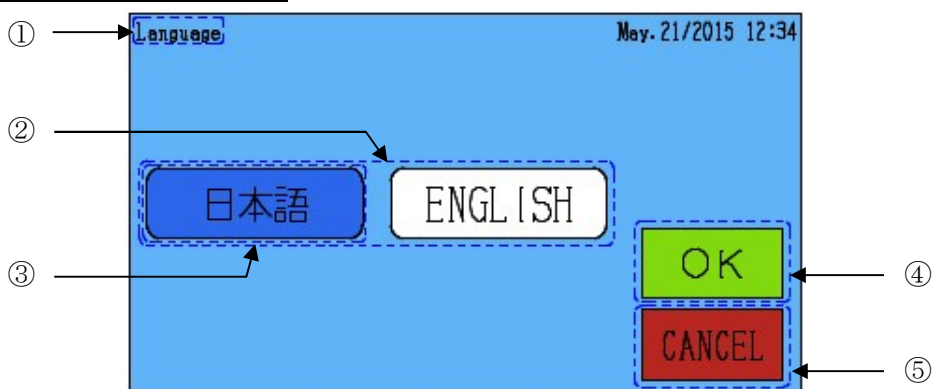 ① Language May.21/2015 12:34
②
日本語 ENGLISH
③ OK ④
CANCEL ⑤